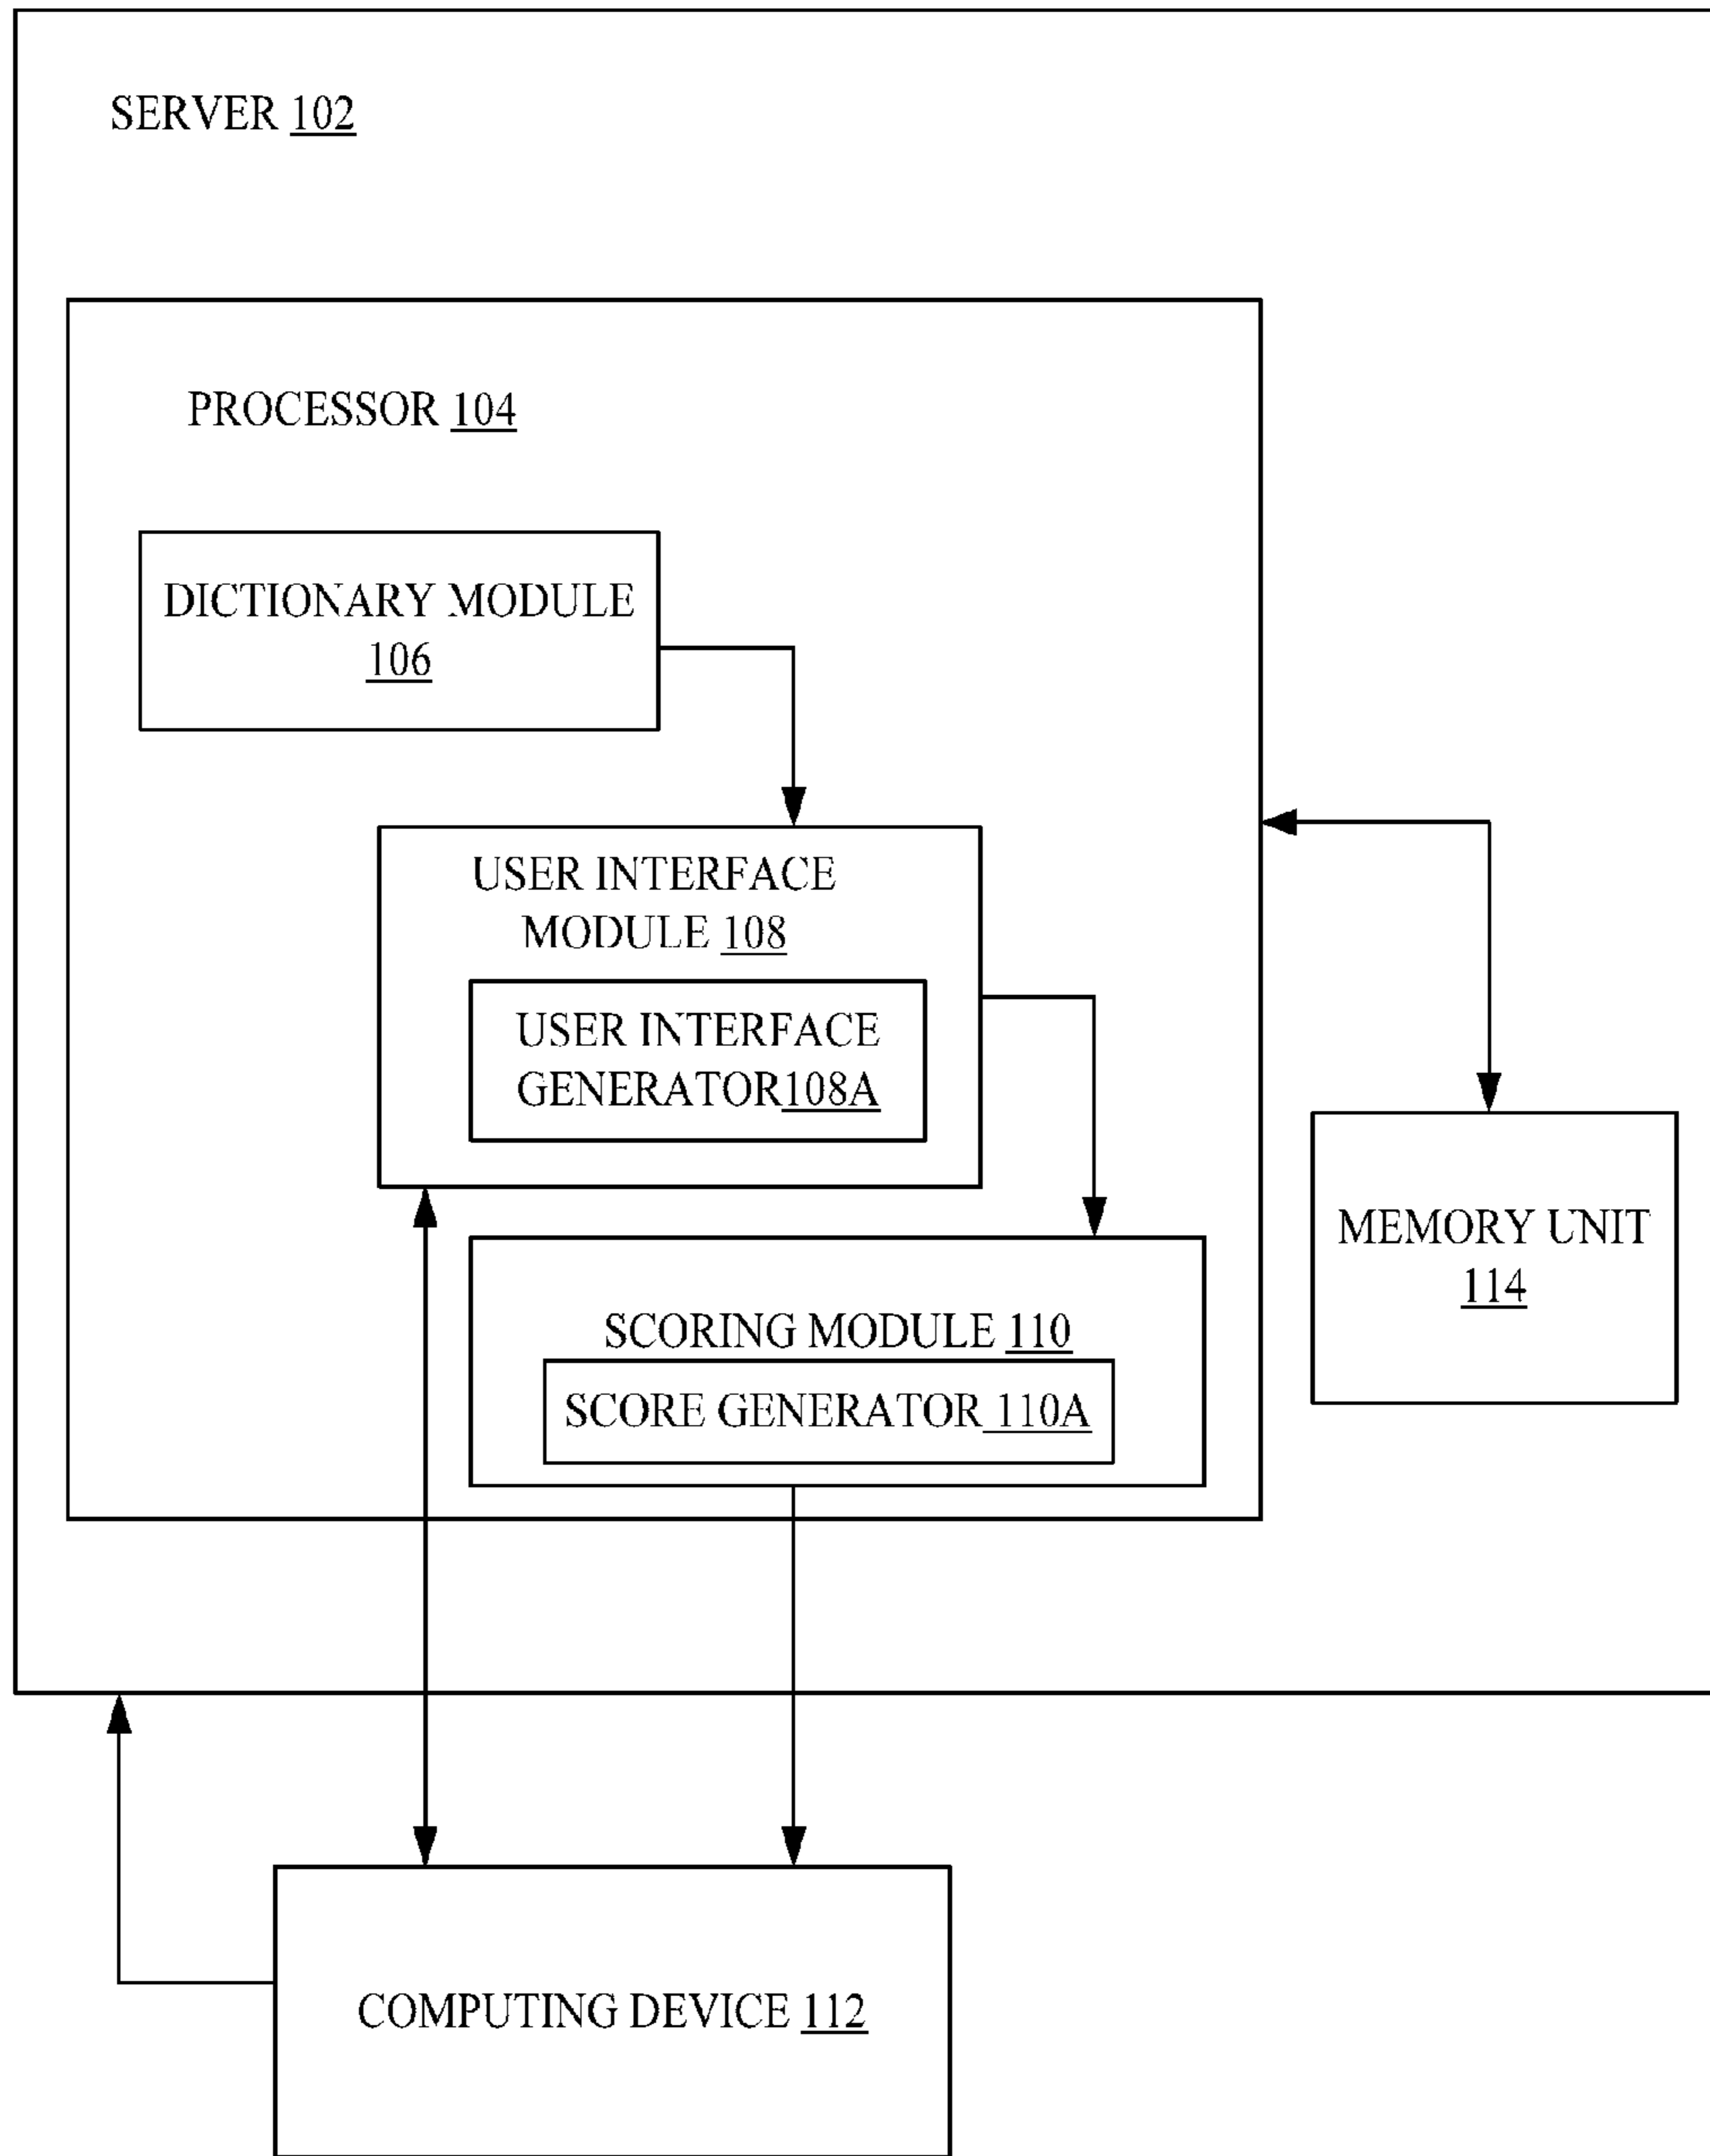 SERVER 102
PROCESSOR 104
DICTIONARY MODULE
106
USER INTERFACE
MODULE 108
USER INTERFACE
GENERATOR108A
SCORING MODULE 110
SCORE GENERATOR 110A
MEMORY UNIT
114
COMPUTING DEVICE 112